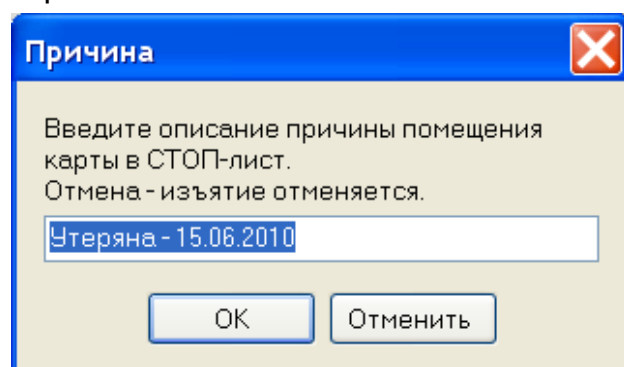 Причина
Введите описание причины помещения
карты в СТОП-лист.
Отмена - изъятие отменяется.
Утеряна - 15.06.2010
OK Отменить